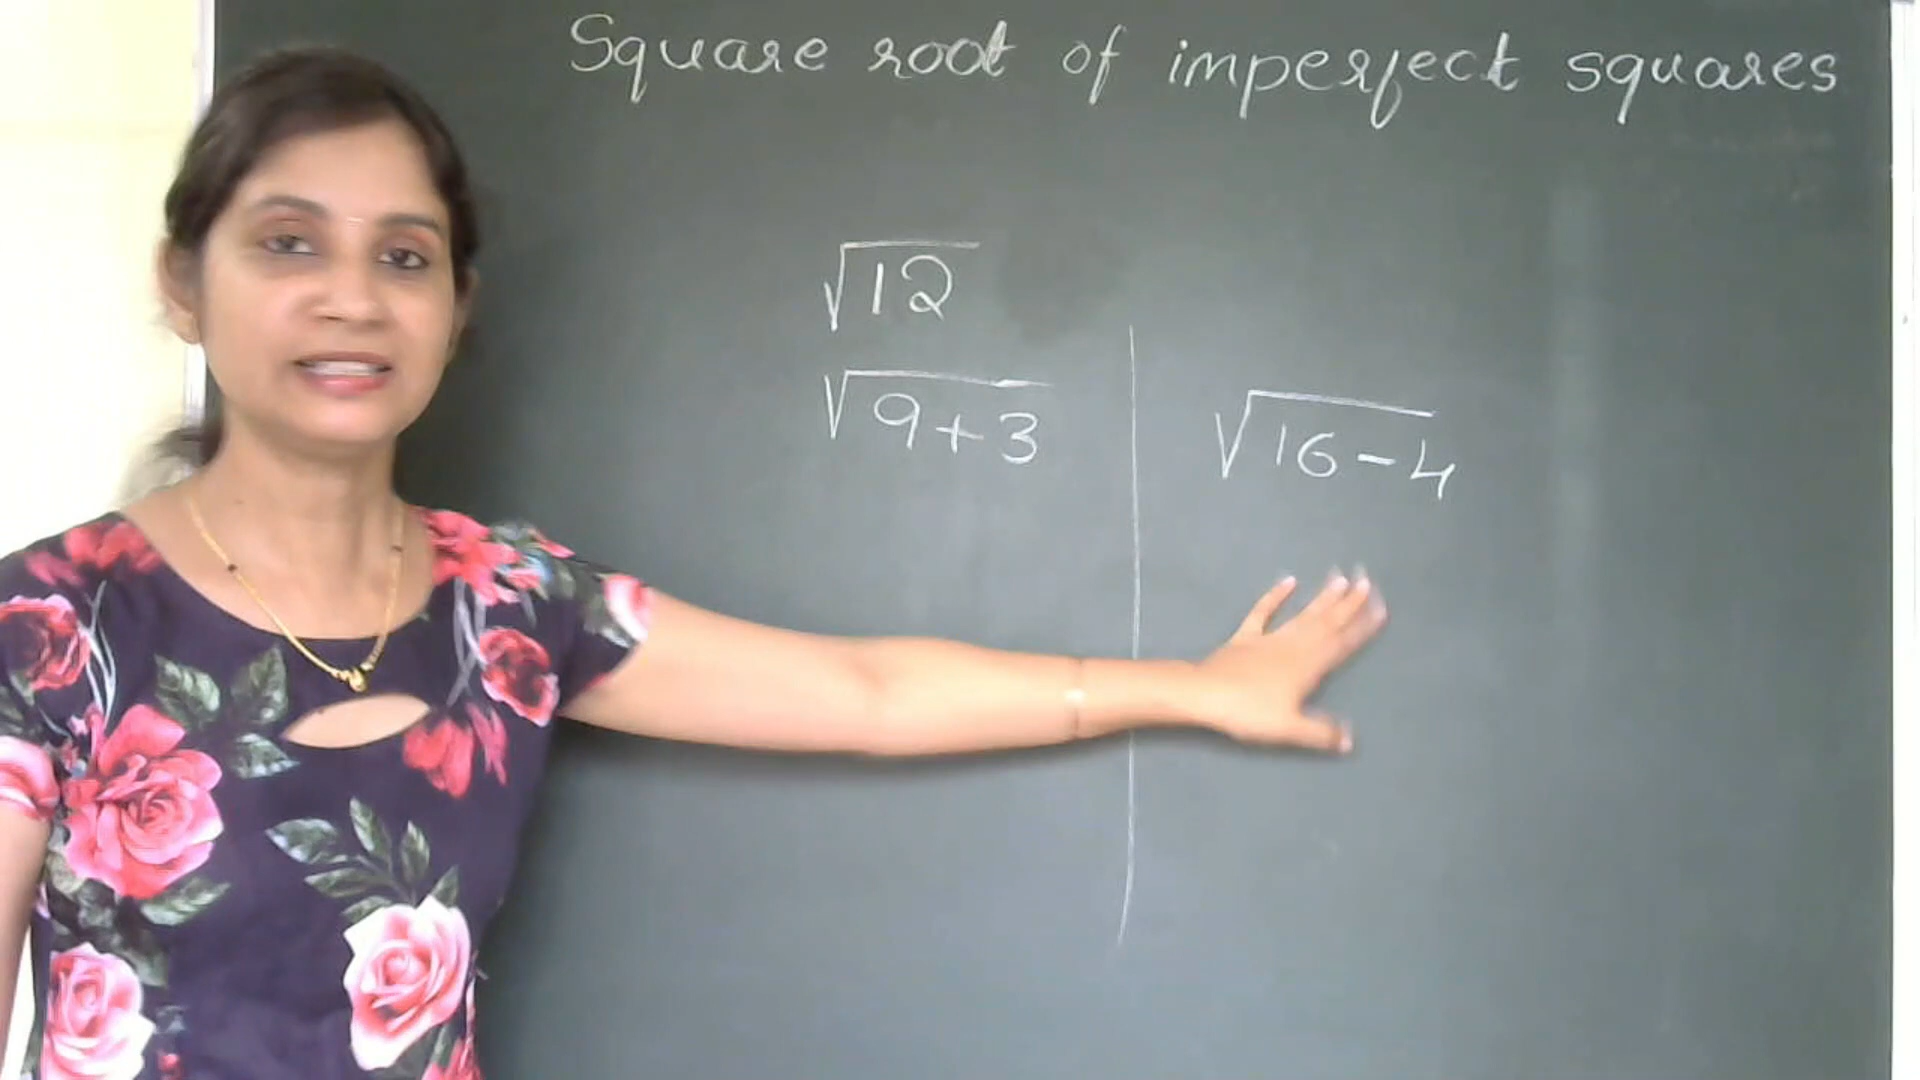 Square root of imperfect squares
√12
√9+3
√16-4